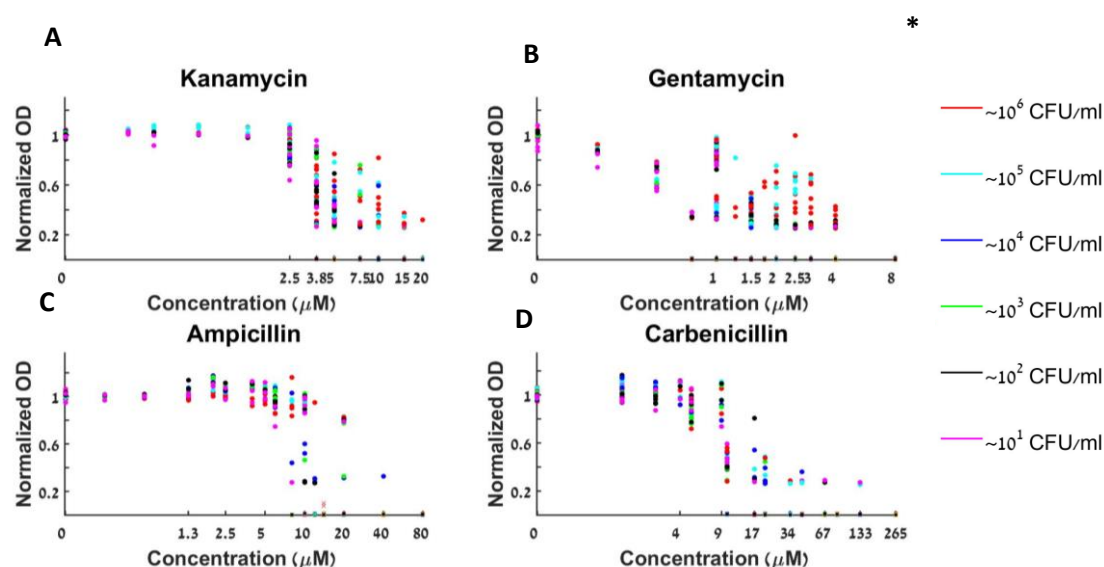 *
A
Kanamycin
Normalized OD
1
0.6
0.2
0 2.5 3.85 7.510 15 20
Concentration (μM)
B
Gentamycin
Normalized OD
1
0.6
0.2
0 1 1.5 2 2.53 4 8
Concentration (μM)
C
Ampicillin
Normalized OD
1
0.6
0.2
0 1.3 2.5 5 10 20 40 80
Concentration (μM)
D
Carbenicillin
Normalized OD
1
0.6
0.2
0 4 9 17 34 67 133 265
Concentration (μM)
~10⁶ CFU/ml
~10⁵ CFU/ml
~10⁴ CFU/ml
~10³ CFU/ml
~10² CFU/ml
~10¹ CFU/ml